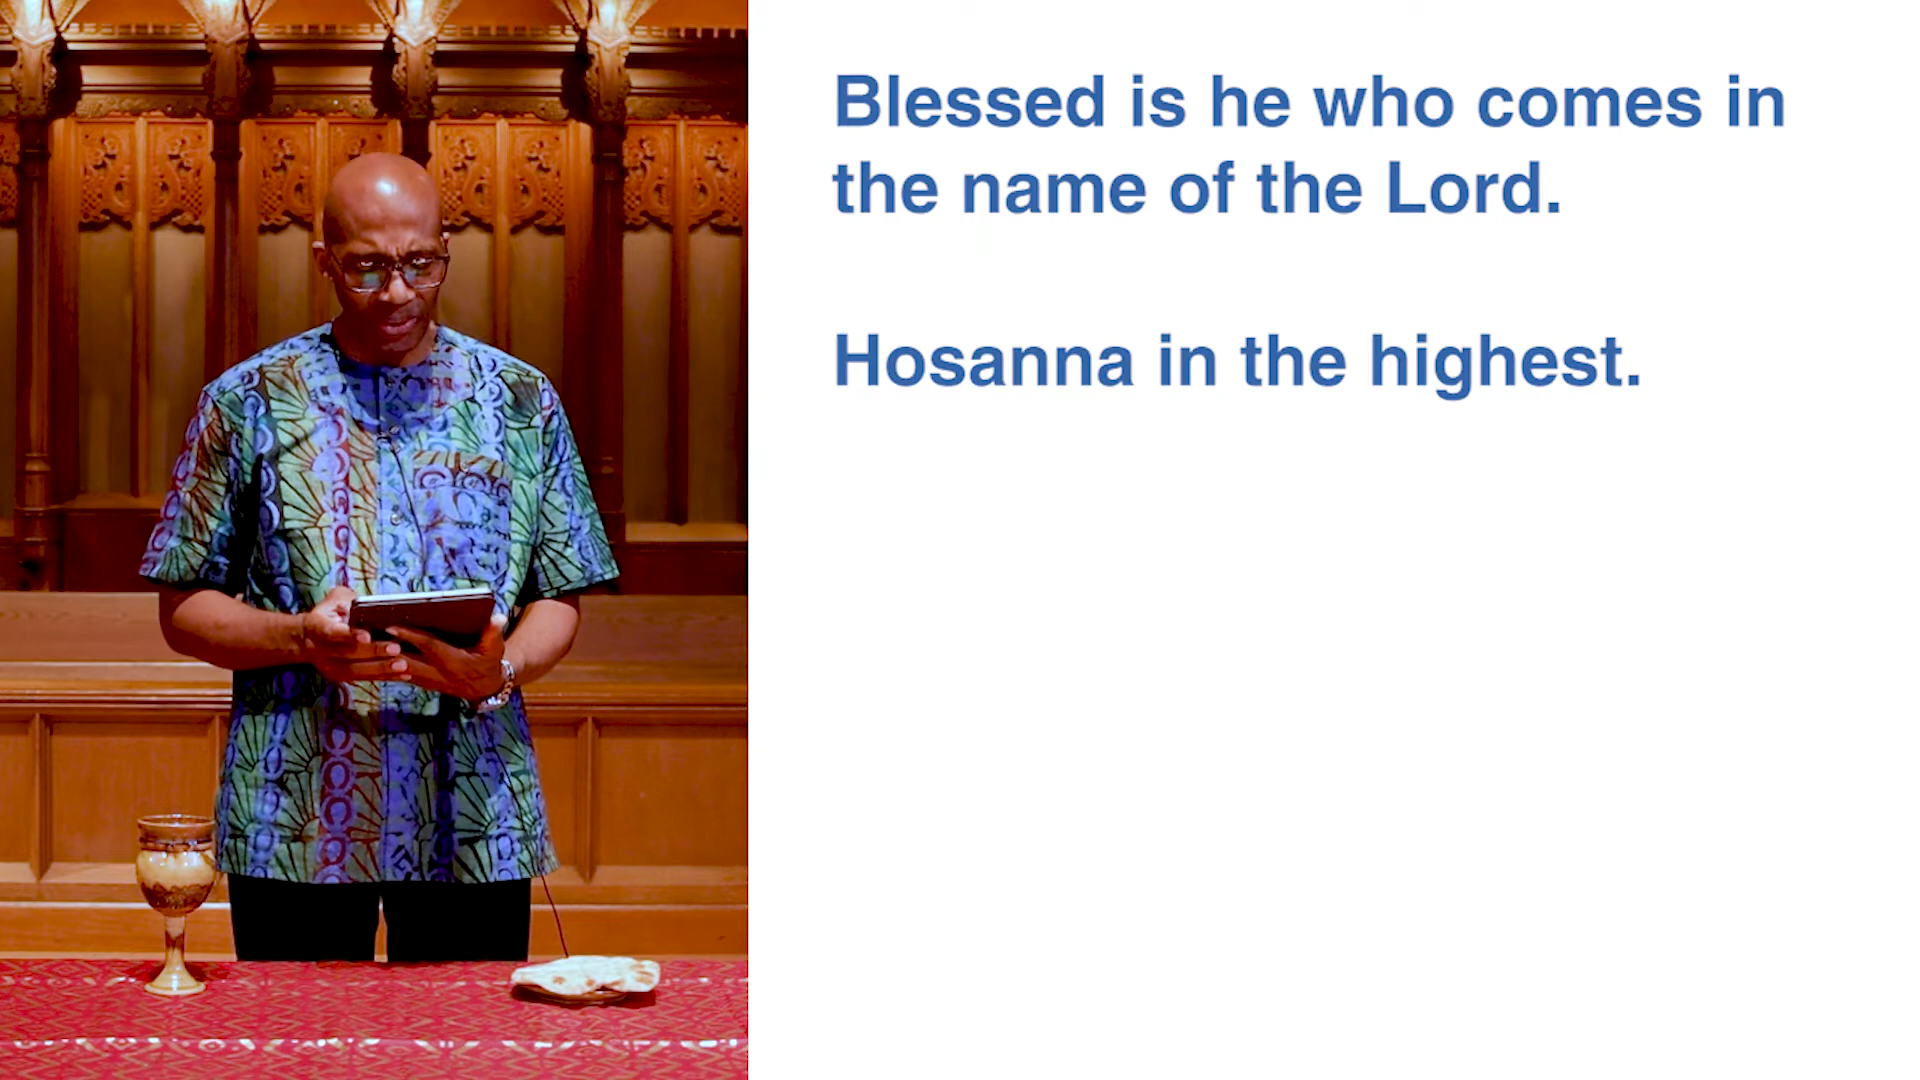 Blessed is he who comes in
the name of the Lord.
Hosanna in the highest.